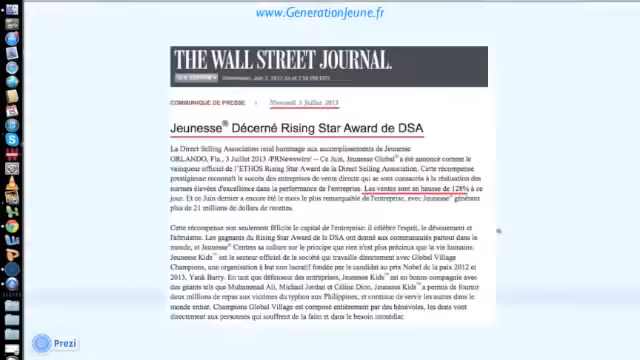 www.GenerationJeune.fr
THE WALL STREET JOURNAL.
U.S. EDITION
COMMUNIQUÉ DE PRESSE | Mercredi 3 Juillet 2013
Jeunesse® Décerné Rising Star Award de DSA
La Direct Selling Association rend hommage aux accomplissements de Jeunesse
ORLANDO, Fla., 3 Juillet 2013 /PRNewswire/ -- Ce Juin, Jeunesse Global® a été annoncé comme le
vainqueur officiel de l'ETHOS Rising Star Award de la Direct Selling Association. Cette récompense
prestigieuse reconnaît le succès des entreprises de vente directe qui se sont consacrés à la réalisation des
normes élevées d'excellence dans la performance de l'entreprise. Les ventes sont en hausse de 128% à ce
jour. Et ce Juin dernier a encore été le mois le plus remarquable de l'entreprise, avec Jeunesse® générant
plus de 21 millions de dollars de recettes.
Cette récompense non seulement félicite le capital de l'entreprise; il célèbre l'esprit, le dévouement et
l'altruisme. Les gagnants du Rising Star Award de la DSA ont donné aux communautés partout dans le
monde, et Jeunesse® Centres sa culture sur le principe que rien n'est plus précieux que la vie humaine.
Jeunesse Kids™ est le secteur officiel de la société qui travaille directement avec Global Village
Champions, une organisation à but non lucratif fondée par le candidat au prix Nobel de la paix 2012 et
2013, Yank Barry. En tant que défenseur des entreprises, Jeunesse Kids™ est en bonne compagnie avec
des géants tels que Muhammad Ali, Michael Jordan et Céline Dion. Jeunesse Kids™ a permis de fournir
deux millions de repas aux victimes du typhon aux Philippines, et continue de servir les autres dans le
monde entier. Champions Global Village est composé entièrement par des bénévoles, les dons vont
directement aux personnes qui souffrent de la faim et dans le besoin immédiat.
Prezi